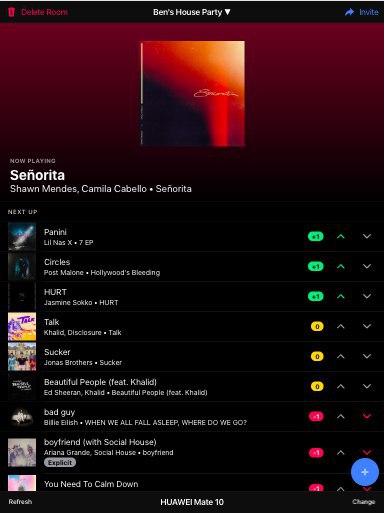 Delete Room
Ben's House Party ▼
Invite
Señorita
NOW PLAYING
Señorita
Shawn Mendes, Camila Cabello • Señorita
NEXT UP
Panini
Lil Nas X • 7 EP
+1
Circles
Post Malone • Hollywood's Bleeding
+1
HURT
Jasmine Sokko • HURT
+1
TALK
Talk
Khalid, Disclosure • Talk
0
Sucker
Jonas Brothers • Sucker
0
Beautiful People (feat. Khalid)
Ed Sheeran, Khalid • Beautiful People (feat. Khalid)
0
bad guy
Billie Eilish • WHEN WE ALL FALL ASLEEP, WHERE DO WE GO?
-1
boyfriend (with Social House)
Ariana Grande, Social House • boyfriend
Explicit
-1
You Need To Calm Down
-1
+
Refresh
HUAWEI Mate 10
Change